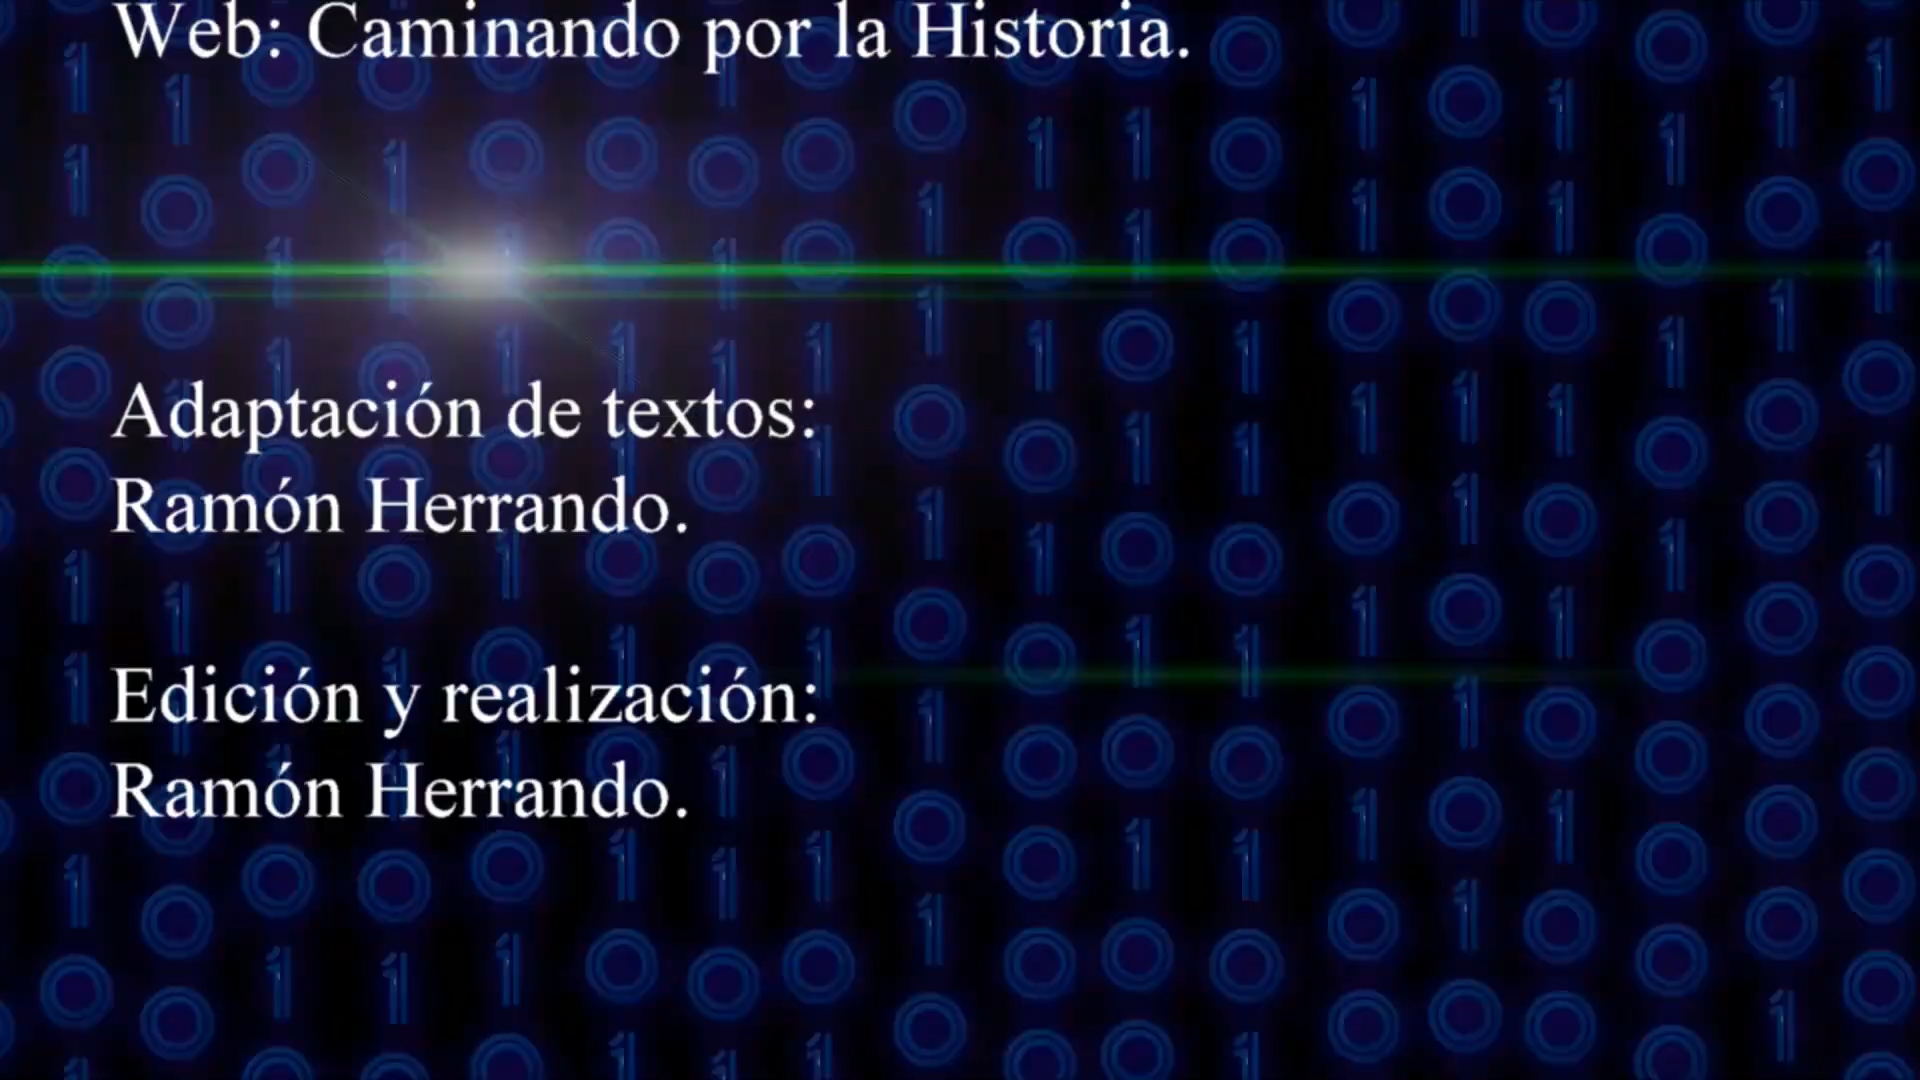 Web: Caminando por la Historia.
Adaptación de textos:
Ramón Herrando.
Edición y realización:
Ramón Herrando.